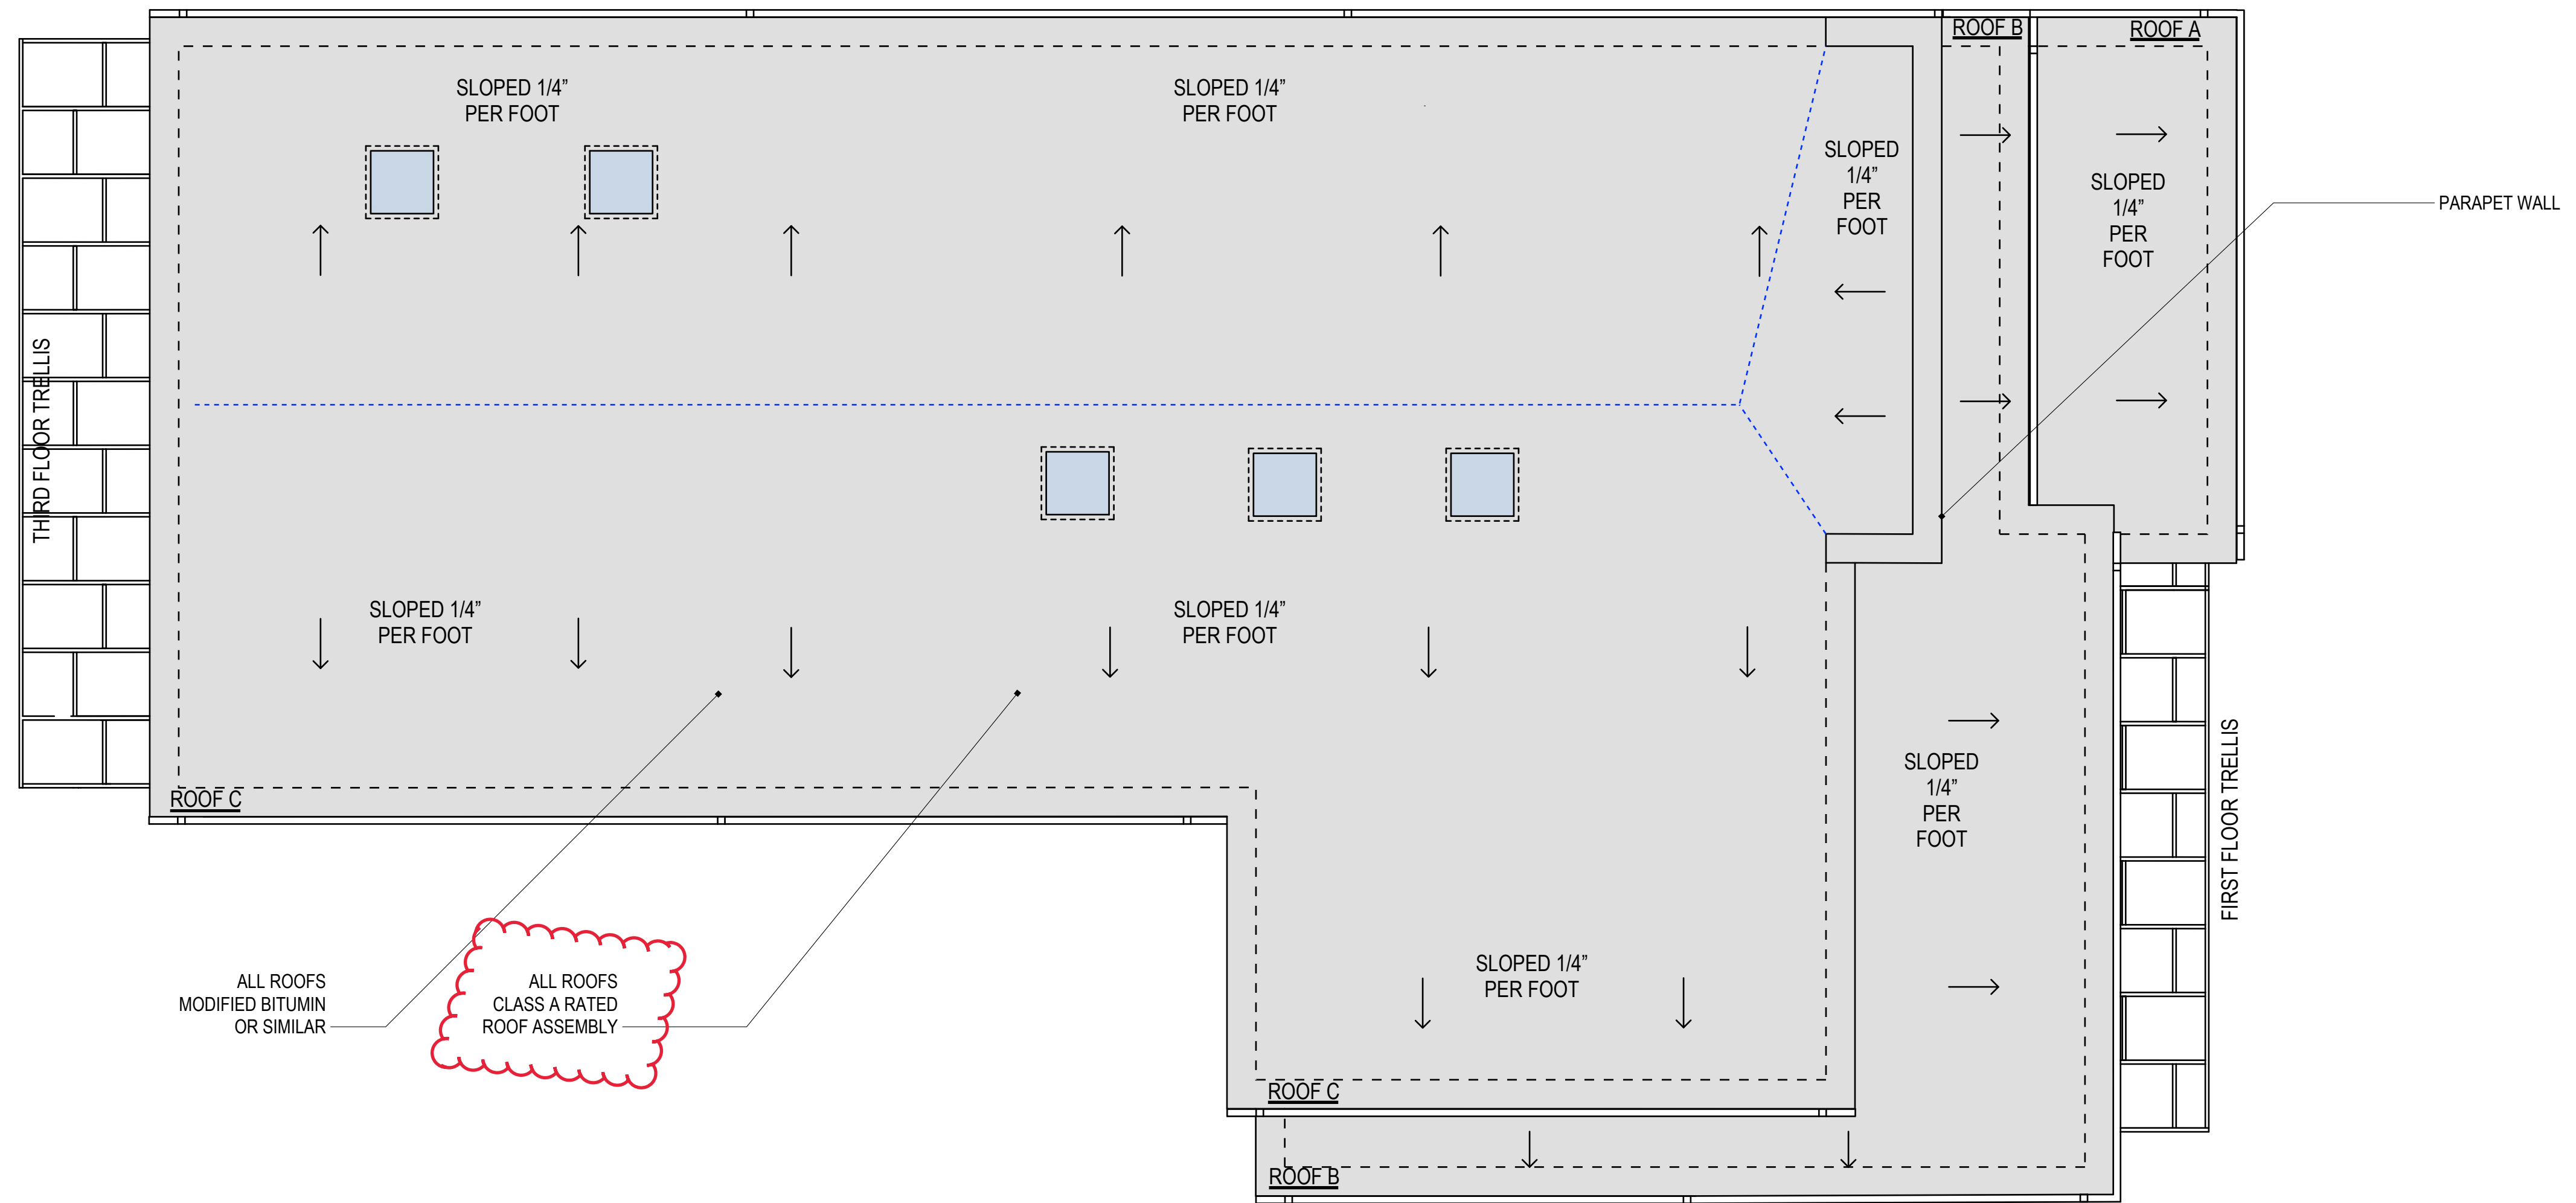 ROOF B
ROOF A
SLOPED 1/4”
PER FOOT
SLOPED 1/4”
PER FOOT
SLOPED
1/4”
PER
FOOT
SLOPED
1/4”
PER
FOOT
PARAPET WALL
THIRD FLOOR TRELLIS
SLOPED 1/4”
PER FOOT
SLOPED 1/4”
PER FOOT
SLOPED
1/4”
PER
FOOT
FIRST FLOOR TRELLIS
ROOF C
ALL ROOFS
MODIFIED BITUMIN
OR SIMILAR
ALL ROOFS
CLASS A RATED
ROOF ASSEMBLY
SLOPED 1/4”
PER FOOT
ROOF C
ROOF B